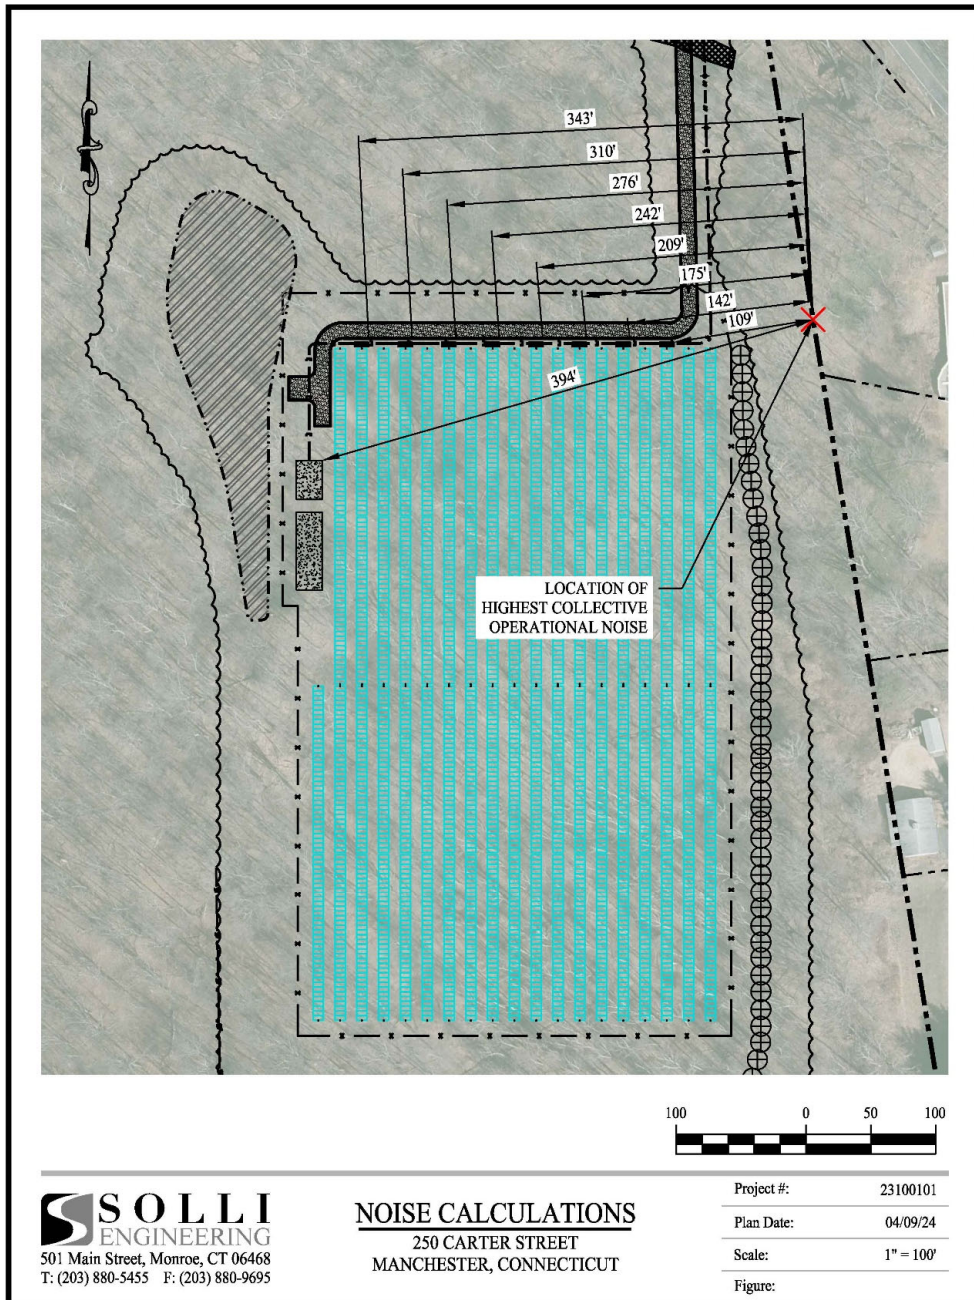 343'
310'
276'
242'
209'
175'
142'
109'
394'
LOCATION OF
HIGHEST COLLECTIVE
OPERATIONAL NOISE
100 0 50 100
SOLLI
ENGINEERING
501 Main Street, Monroe, CT 06468
T: (203) 880-5455 F: (203) 880-9695
NOISE CALCULATIONS
250 CARTER STREET
MANCHESTER, CONNECTICUT
Project #: 23100101
Plan Date: 04/09/24
Scale: 1" = 100'
Figure: